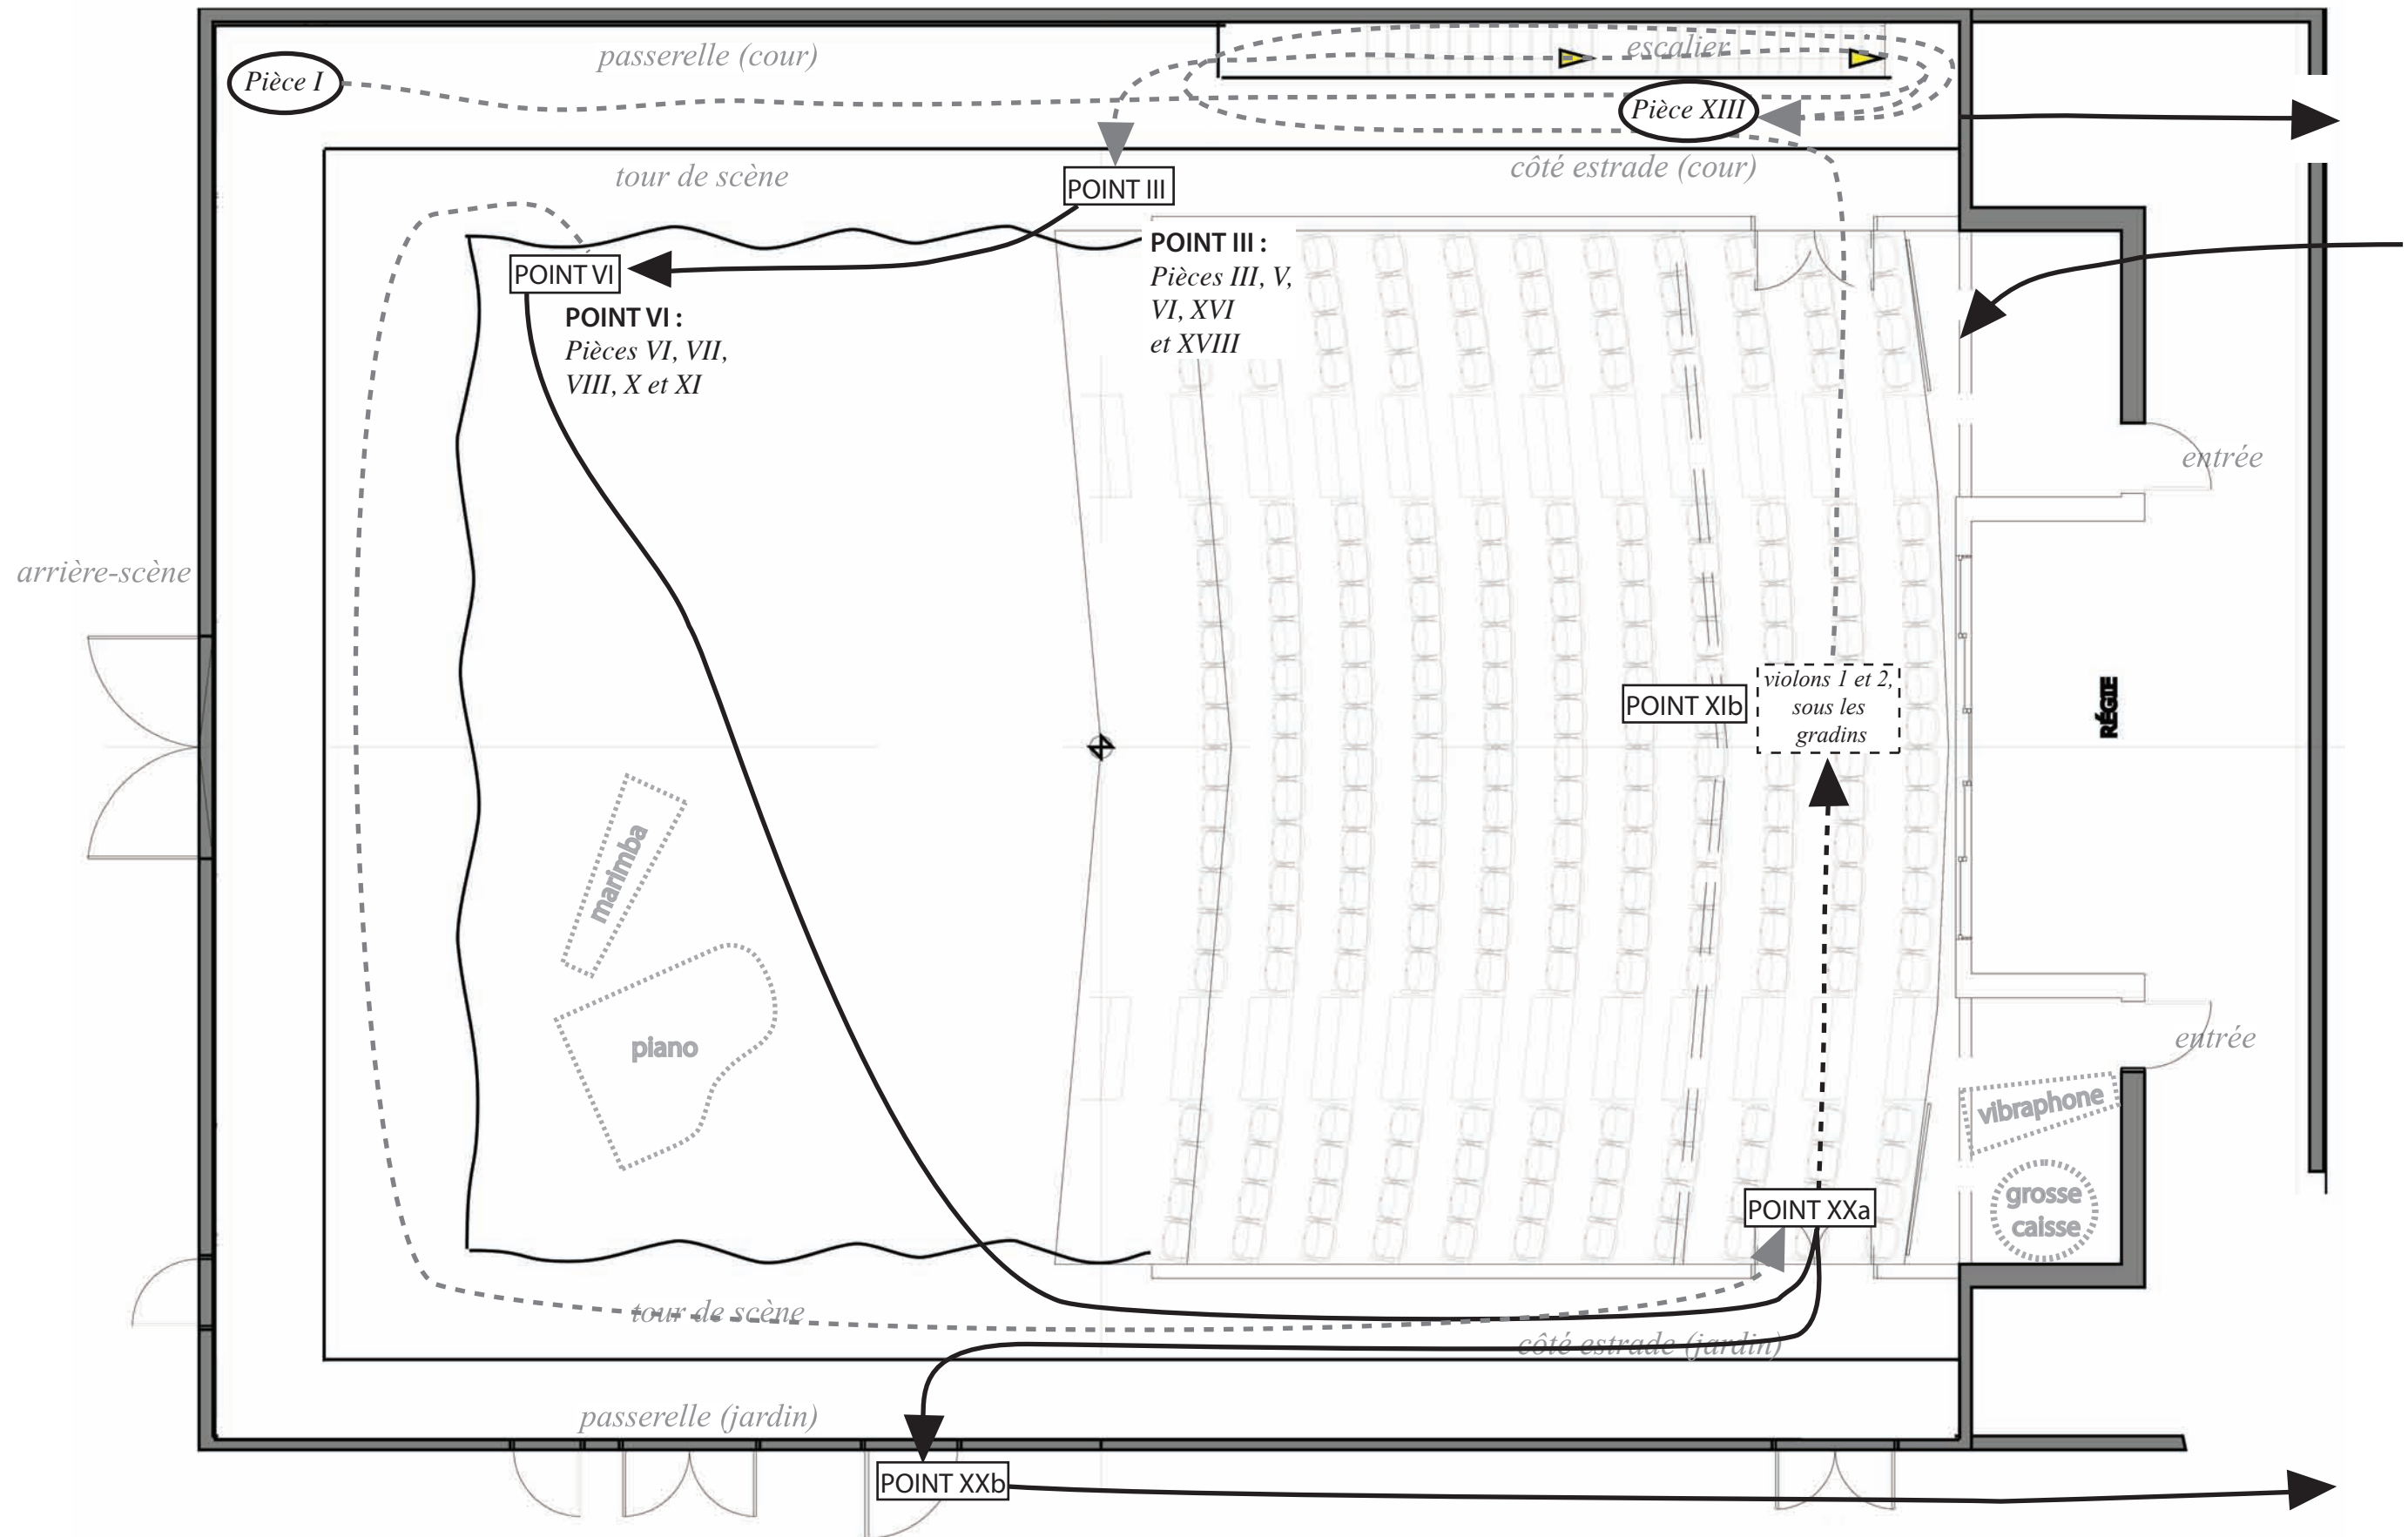 passerelle (cour)
escalier
Pièce I
Pièce XIII
tour de scène
côté estrade (cour)
POINT III
POINT III :
Pièces III, V,
VI, XVI
et XVIII
POINT VI
POINT VI :
Pièces VI, VII,
VIII, X et XI
entrée
arrière-scène
POINT XIb
violons 1 et 2,
sous les
gradins
RÉGIE
marimba
piano
entrée
vibraphone
grosse
caisse
POINT XXa
tour de scène
côté estrade (jardin)
passerelle (jardin)
POINT XXb